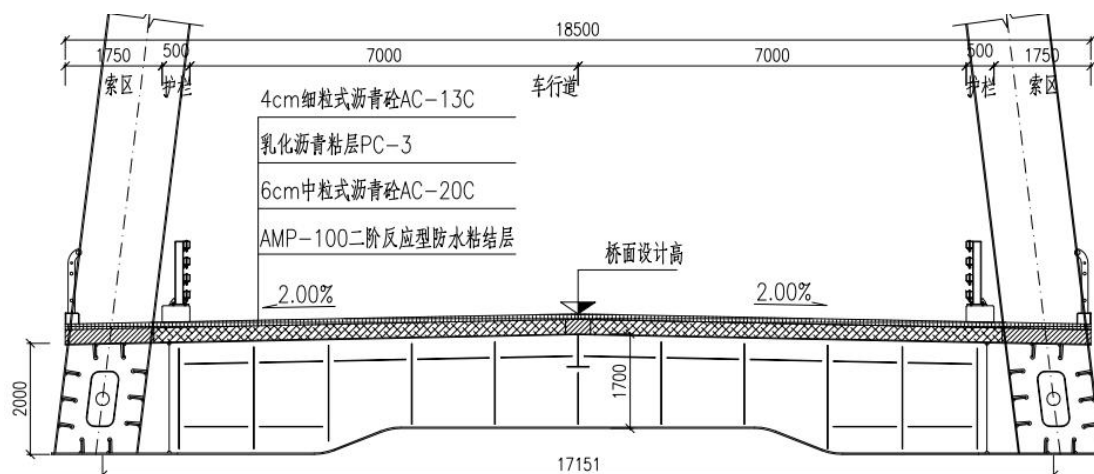 18500
1750 500 7000 7000 500 1750
索区 护栏 车行道 护栏 索区
4cm细粒式沥青砼AC-13C
乳化沥青粘层PC-3
6cm中粒式沥青砼AC-20C
AMP-100二阶反应型防水粘结层
桥面设计高
2.00% 2.00%
2000
1700
17151